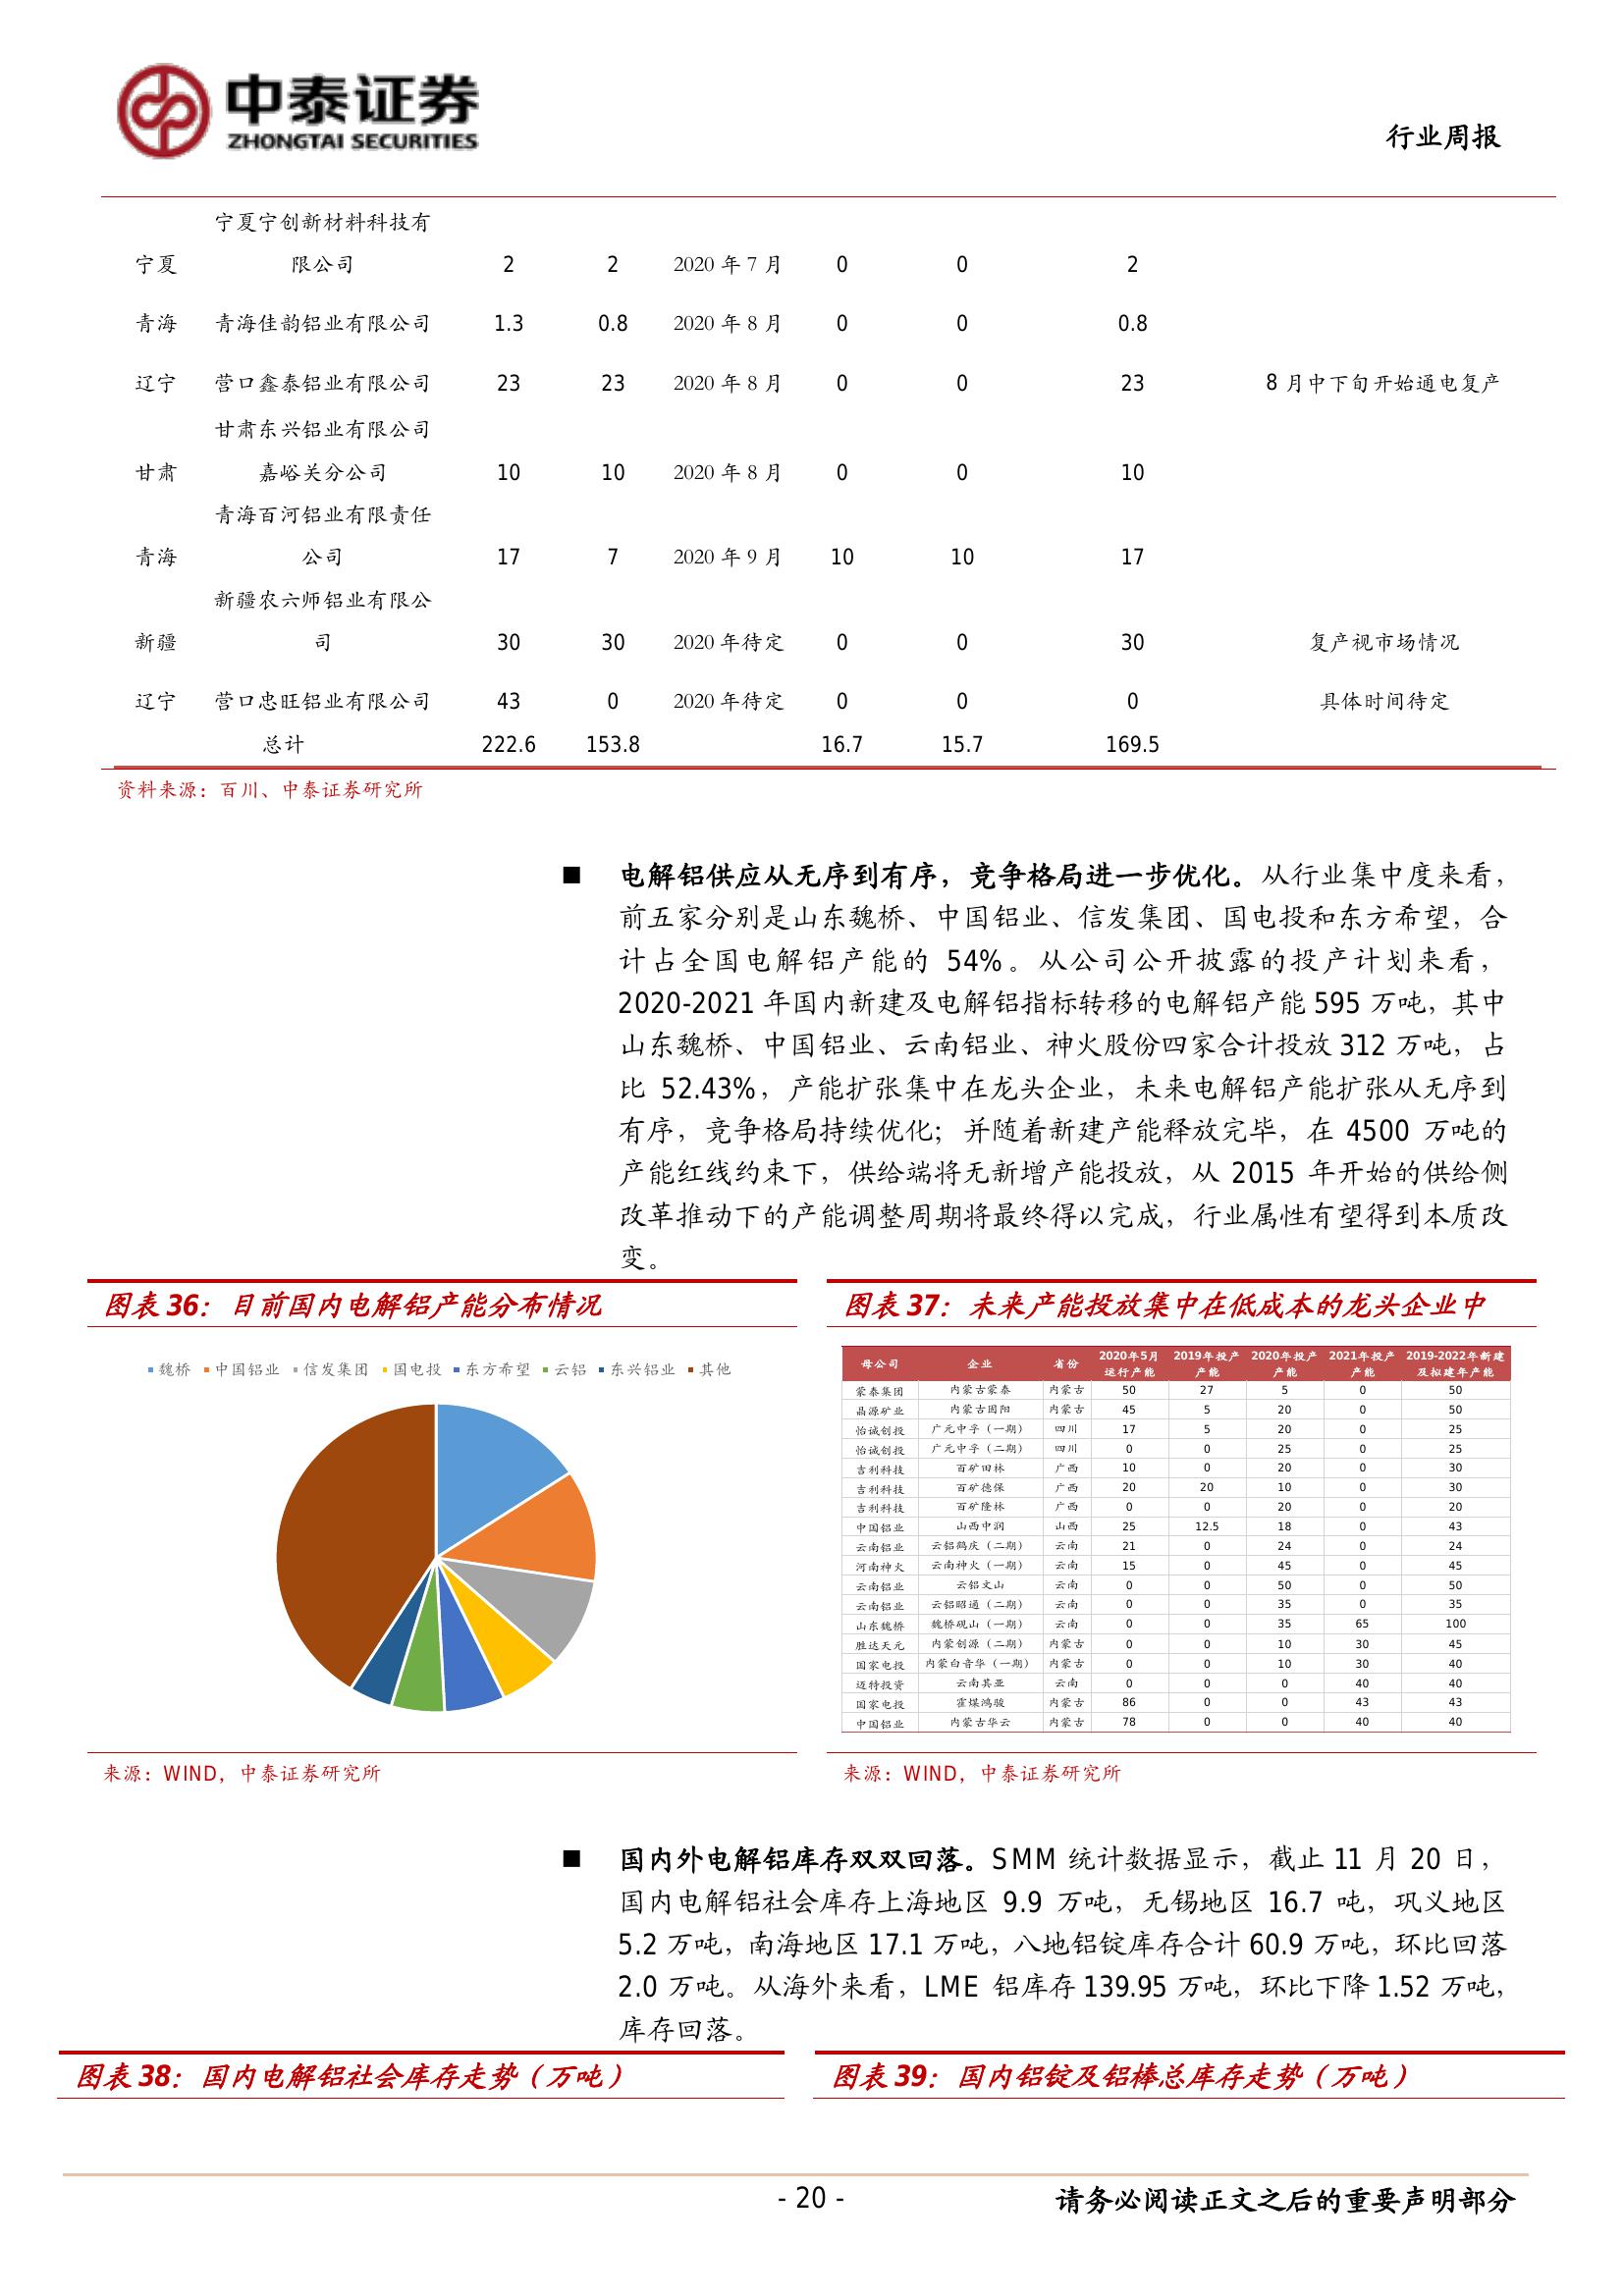 中泰证券
ZHONGTAI SECURITIES
行业周报
宁夏宁创新材料科技有
宁夏 限公司 2 2 2020 年 7 月 0 0 2
青海 青海佳韵铝业有限公司 1.3 0.8 2020 年 8 月 0 0 0.8
辽宁 营口鑫泰铝业有限公司 23 23 2020 年 8 月 0 0 23 8 月中下旬开始通电复产
甘肃东兴铝业有限公司
甘肃 嘉峪关分公司 10 10 2020 年 8 月 0 0 10
青海百河铝业有限责任
青海 公司 17 7 2020 年 9 月 10 10 17
新疆农六师铝业有限公
新疆 司 30 30 2020 年待定 0 0 30 复产视市场情况
辽宁 营口忠旺铝业有限公司 43 0 2020 年待定 0 0 0 具体时间待定
总计 222.6 153.8 16.7 15.7 169.5
资料来源：百川、中泰证券研究所
■ 电解铝供应从无序到有序，竞争格局进一步优化。从行业集中度来看，
前五家分别是山东魏桥、中国铝业、信发集团、国电投和东方希望，合
计占全国电解铝产能的 54%。从公司公开披露的投产计划来看，
2020-2021 年国内新建及电解铝指标转移的电解铝产能 595 万吨，其中
山东魏桥、中国铝业、云南铝业、神火股份四家合计投放 312 万吨，占
比 52.43%，产能扩张集中在龙头企业，未来电解铝产能扩张从无序到
有序，竞争格局持续优化；并随着新建产能释放完毕，在 4500 万吨的
产能红线约束下，供给端将无新增产能投放，从 2015 年开始的供给侧
改革推动下的产能调整周期将最终得以完成，行业属性有望得到本质改
变。
图表 36：目前国内电解铝产能分布情况
魏桥 中国铝业 信发集团 国电投 东方希望 云铝 东兴铝业 其他
来源：WIND，中泰证券研究所
图表 37：未来产能投放集中在低成本的龙头企业中
母公司 企业 省份 2020年5月运行产能 2019年投产产能 2020年投产产能 2021年投产产能 2019-2022年新建及拟建年产能
蒙泰集团 内蒙古蒙泰 内蒙古 50 27 5 0 50
晶源矿业 内蒙古固阳 内蒙古 45 5 20 0 50
怡诚创投 广元中孚（一期） 四川 17 5 20 0 25
怡诚创投 广元中孚（二期） 四川 0 0 25 0 25
吉利科技 百矿田林 广西 10 0 20 0 30
吉利科技 百矿德保 广西 20 20 10 0 30
吉利科技 百矿隆林 广西 0 0 20 0 20
中国铝业 山西中润 山西 25 12.5 18 0 43
云南铝业 云铝鹤庆（二期） 云南 21 0 24 0 24
河南神火 云南神火（一期） 云南 15 0 45 0 45
云南铝业 云铝文山 云南 0 0 50 0 50
云南铝业 云铝昭通（二期） 云南 0 0 35 0 35
山东魏桥 魏桥砚山（一期） 云南 0 0 35 65 100
胜达天元 内蒙创源（二期） 内蒙古 0 0 10 30 45
国家电投 内蒙白音华（一期） 内蒙古 0 0 10 30 40
迈特投资 云南其亚 云南 0 0 0 40 40
国家电投 霍煤鸿骏 内蒙古 86 0 0 43 43
中国铝业 内蒙古华云 内蒙古 78 0 0 40 40
来源：WIND，中泰证券研究所
■ 国内外电解铝库存双双回落。SMM 统计数据显示，截止 11 月 20 日，
国内电解铝社会库存上海地区 9.9 万吨，无锡地区 16.7 吨，巩义地区
5.2 万吨，南海地区 17.1 万吨，八地铝锭库存合计 60.9 万吨，环比回落
2.0 万吨。从海外来看，LME 铝库存 139.95 万吨，环比下降 1.52 万吨，
库存回落。
图表 38：国内电解铝社会库存走势（万吨）
图表 39：国内铝锭及铝棒总库存走势（万吨）
- 20 -
请务必阅读正文之后的重要声明部分